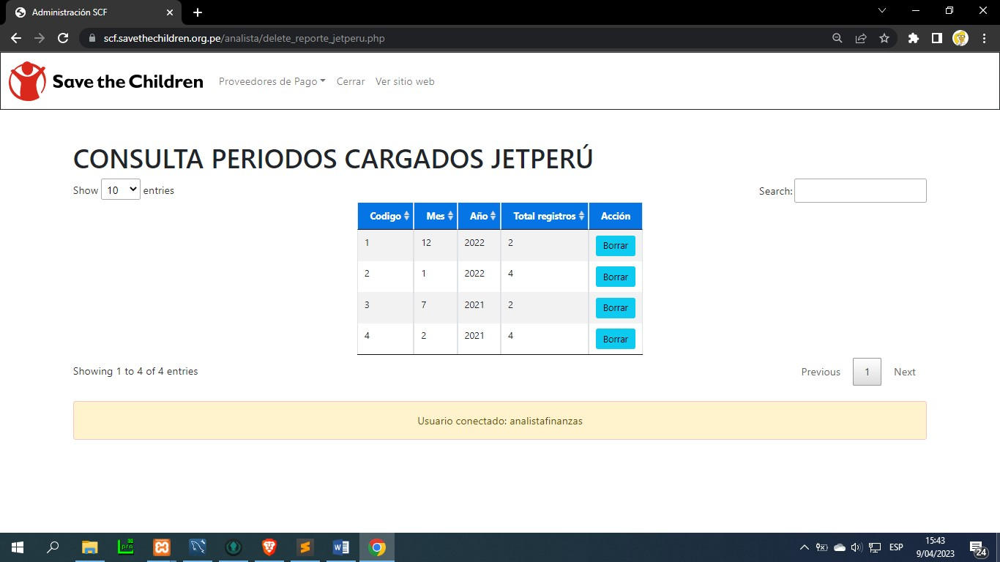 Administración SCF
scf.savethechildren.org.pe/analista/delete_reporte_jetperu.php
Save the Children
Proveedores de Pago Cerrar Ver sitio web
CONSULTA PERIODOS CARGADOS JETPERÚ
Show 10 entries Search:
Codigo Mes Año Total registros Acción
1 12 2022 2 Borrar
2 1 2022 4 Borrar
3 7 2021 2 Borrar
4 2 2021 4 Borrar
Showing 1 to 4 of 4 entries Previous 1 Next
Usuario conectado: analistafinanzas
ESP 15:43
9/04/2023 24